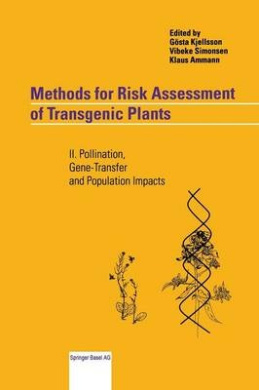 Edited by
Gösta Kjellsson
Vibeke Simonsen
Klaus Ammann
Methods for Risk Assessment
of Transgenic Plants
II. Pollination,
Gene-Transfer
and Population Impacts
Springer Basel AG